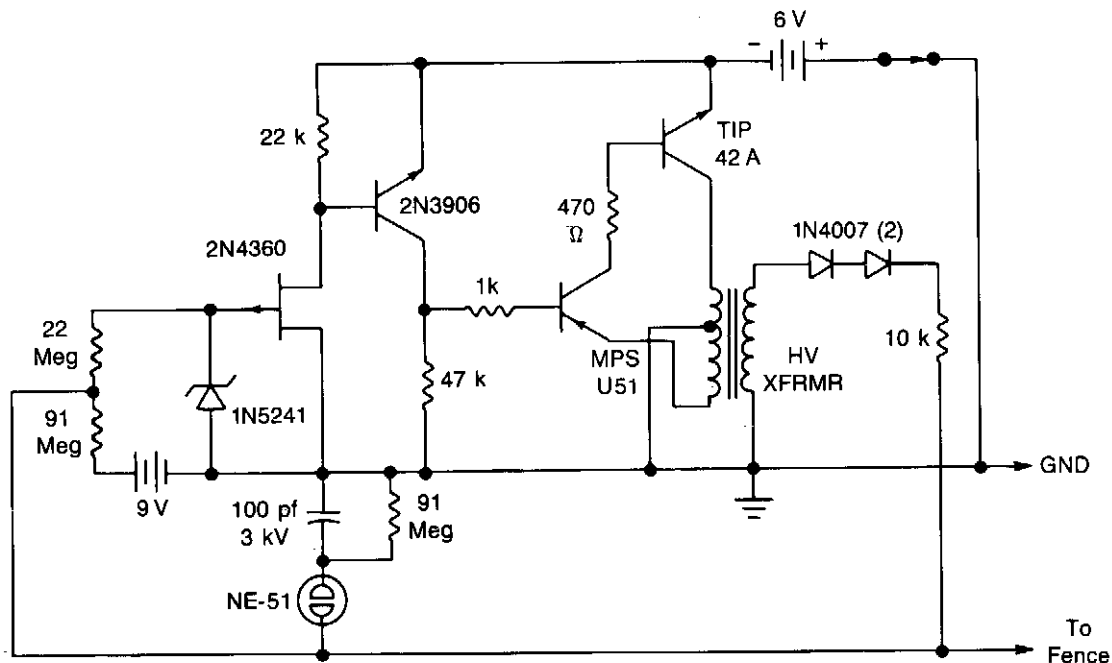 6 V
- +
22 k
TIP
42 A
2N3906
470
Ω
1N4007 (2)
2N4360
1k
22
Meg
10 k
MPS
U51
HV
XFRMR
47 k
1N5241
91
Meg
9 V
GND
100 pf
3 kV
91
Meg
NE-51
To
Fence